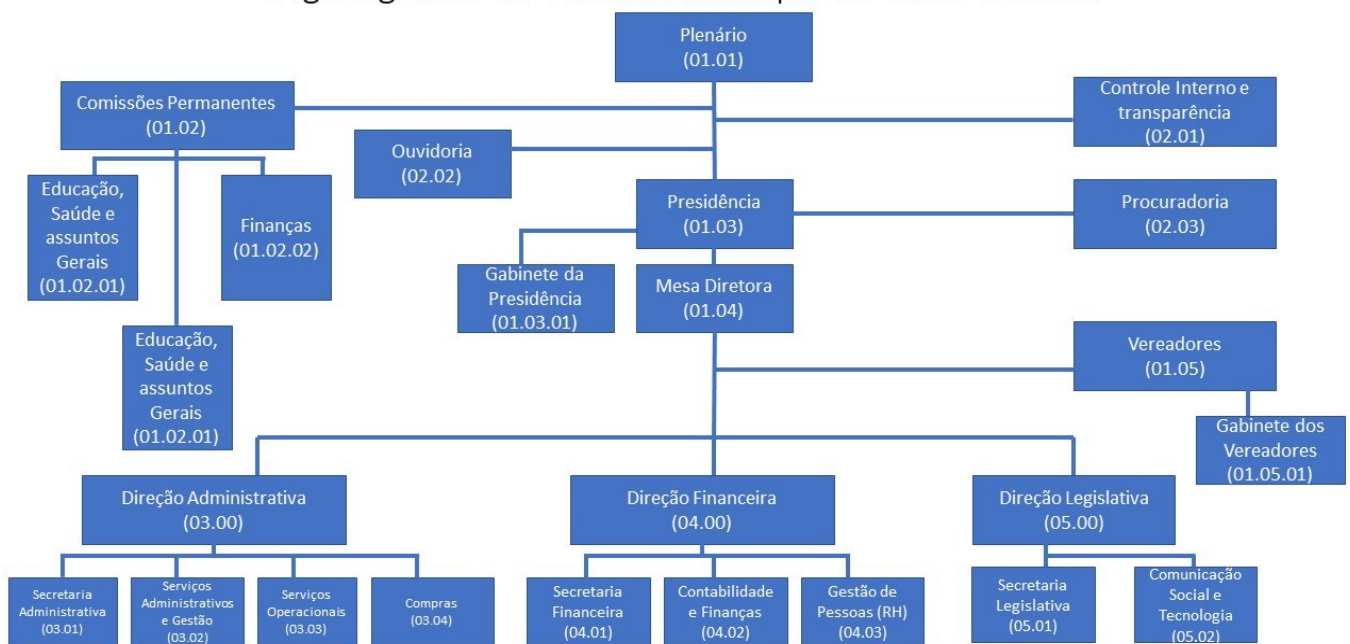 Plenário
(01.01)
Comissões Permanentes
(01.02)
Controle Interno e
transparência
(02.01)
Ouvidoria
(02.02)
Educação,
Saúde e
assuntos
Gerais
(01.02.01)
Finanças
(01.02.02)
Presidência
(01.03)
Procuradoria
(02.03)
Gabinete da
Presidência
(01.03.01)
Mesa Diretora
(01.04)
Educação,
Saúde e
assuntos
Gerais
(01.02.01)
Vereadores
(01.05)
Gabinete dos
Vereadores
(01.05.01)
Direção Administrativa
(03.00)
Direção Financeira
(04.00)
Direção Legislativa
(05.00)
Secretaria
Administrativa
(03.01)
Serviços
Administrativos
e Gestão
(03.02)
Serviços
Operacionais
(03.03)
Compras
(03.04)
Secretaria
Financeira
(04.01)
Contabilidade
e Finanças
(04.02)
Gestão de
Pessoas (RH)
(04.03)
Secretaria
Legislativa
(05.01)
Comunicação
Social e
Tecnologia
(05.02)